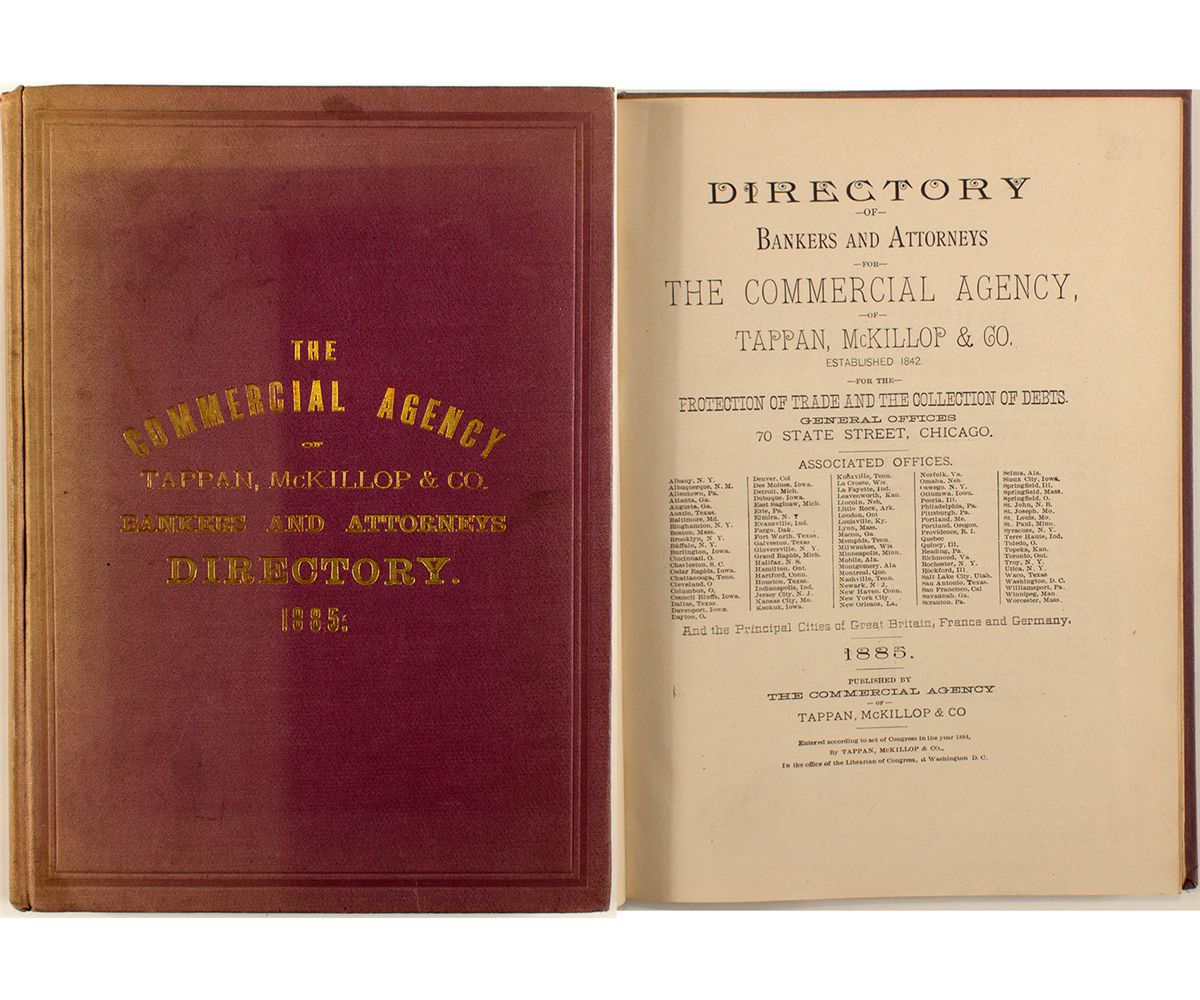 THE
COMMERCIAL AGENCY
OF
TAPPAN, McKILLOP & CO.
BANKERS AND ATTORNEYS
DIRECTORY.
1885.
DIRECTORY
—OF—
BANKERS AND ATTORNEYS
—FOR—
THE COMMERCIAL AGENCY,
—OF—
TAPPAN, McKILLOP & CO.
ESTABLISHED 1842.
—FOR THE—
PROTECTION OF TRADE AND THE COLLECTION OF DEBTS.
GENERAL OFFICES
70 STATE STREET, CHICAGO.
ASSOCIATED OFFICES.
Albany, N. Y.
Albuquerque, N. M.
Allentown, Pa.
Atlanta, Ga.
Augusta, Ga.
Austin, Texas.
Baltimore, Md.
Binghamton, N. Y.
Boston, Mass.
Brooklyn, N. Y.
Buffalo, N. Y.
Burlington, Iowa.
Cincinnati, O.
Charleston, S. C.
Cedar Rapids, Iowa.
Chattanooga, Tenn.
Cleveland, O
Columbus, O.
Council Bluffs, Iowa.
Dallas, Texas.
Davenport, Iowa.
Dayton, O.
Denver, Col
Des Moines, Iowa.
Detroit, Mich.
Dubuque, Iowa.
East Saginaw, Mich.
Erie, Pa.
Elmira, N. Y
Evansville, Ind.
Fargo, Dak.
Fort Worth, Texas.
Galveston, Texas
Gloversville, N. Y.
Grand Rapids, Mich.
Halifax, N. S.
Hamilton, Ont.
Hartford, Conn.
Houston, Texas.
Indianapolis, Ind.
Jersey City, N. J.
Kansas City, Mo.
Keokuk, Iowa.
Knoxville, Tenn.
La Crosse, Wis
La Fayette, Ind.
Leavenworth, Kan.
Lincoln, Neb.
Little Rock, Ark.
London, Ont
Louisville, Ky.
Lynn, Mass.
Macon, Ga
Memphis, Tenn.
Milwaukee, Wis
Minneapolis, Minn.
Mobile, Ala
Montgomery, Ala
Montreal, Que.
Nashville, Tenn.
Newark, N. J.
New Haven, Conn.
New York City
New Orleans, La.
Norfolk, Va.
Omaha, Neb.
Oswego, N. Y.
Ottumwa, Iowa.
Peoria, Ill.
Philadelphia, Pa.
Pittsburgh, Pa.
Portland, Me.
Portland, Oregon.
Providence, R. I.
Quebec
Quincy, Ill.
Reading, Pa.
Richmond, Va
Rochester, N. Y.
Rockford, Ill
Salt Lake City, Utah.
San Antonio, Texas.
San Francisco, Cal
Savannah, Ga.
Scranton, Pa.
Selma, Ala.
Sioux City, Iowa.
Springfield, Ill.
Springfield, Mass.
Springfield, O.
St. John, N. B.
St. Joseph, Mo.
St. Louis, Mo.
St. Paul, Minn.
Syracuse, N. Y.
Terre Haute, Ind.
Toledo, O.
Topeka, Kan.
Toronto, Ont.
Troy, N. Y.
Utica, N. Y.
Waco, Texas
Washington, D. C.
Williamsport, Pa.
Winnipeg, Man
Worcester, Mass.
And the Principal Cities of Great Britain, France and Germany.
1885.
PUBLISHED BY
THE COMMERCIAL AGENCY
—OF—
TAPPAN, McKILLOP & CO
Entered according to act of Congress in the year 1884,
By TAPPAN, McKILLOP & CO.,
In the office of the Librarian of Congress, at Washington D. C.